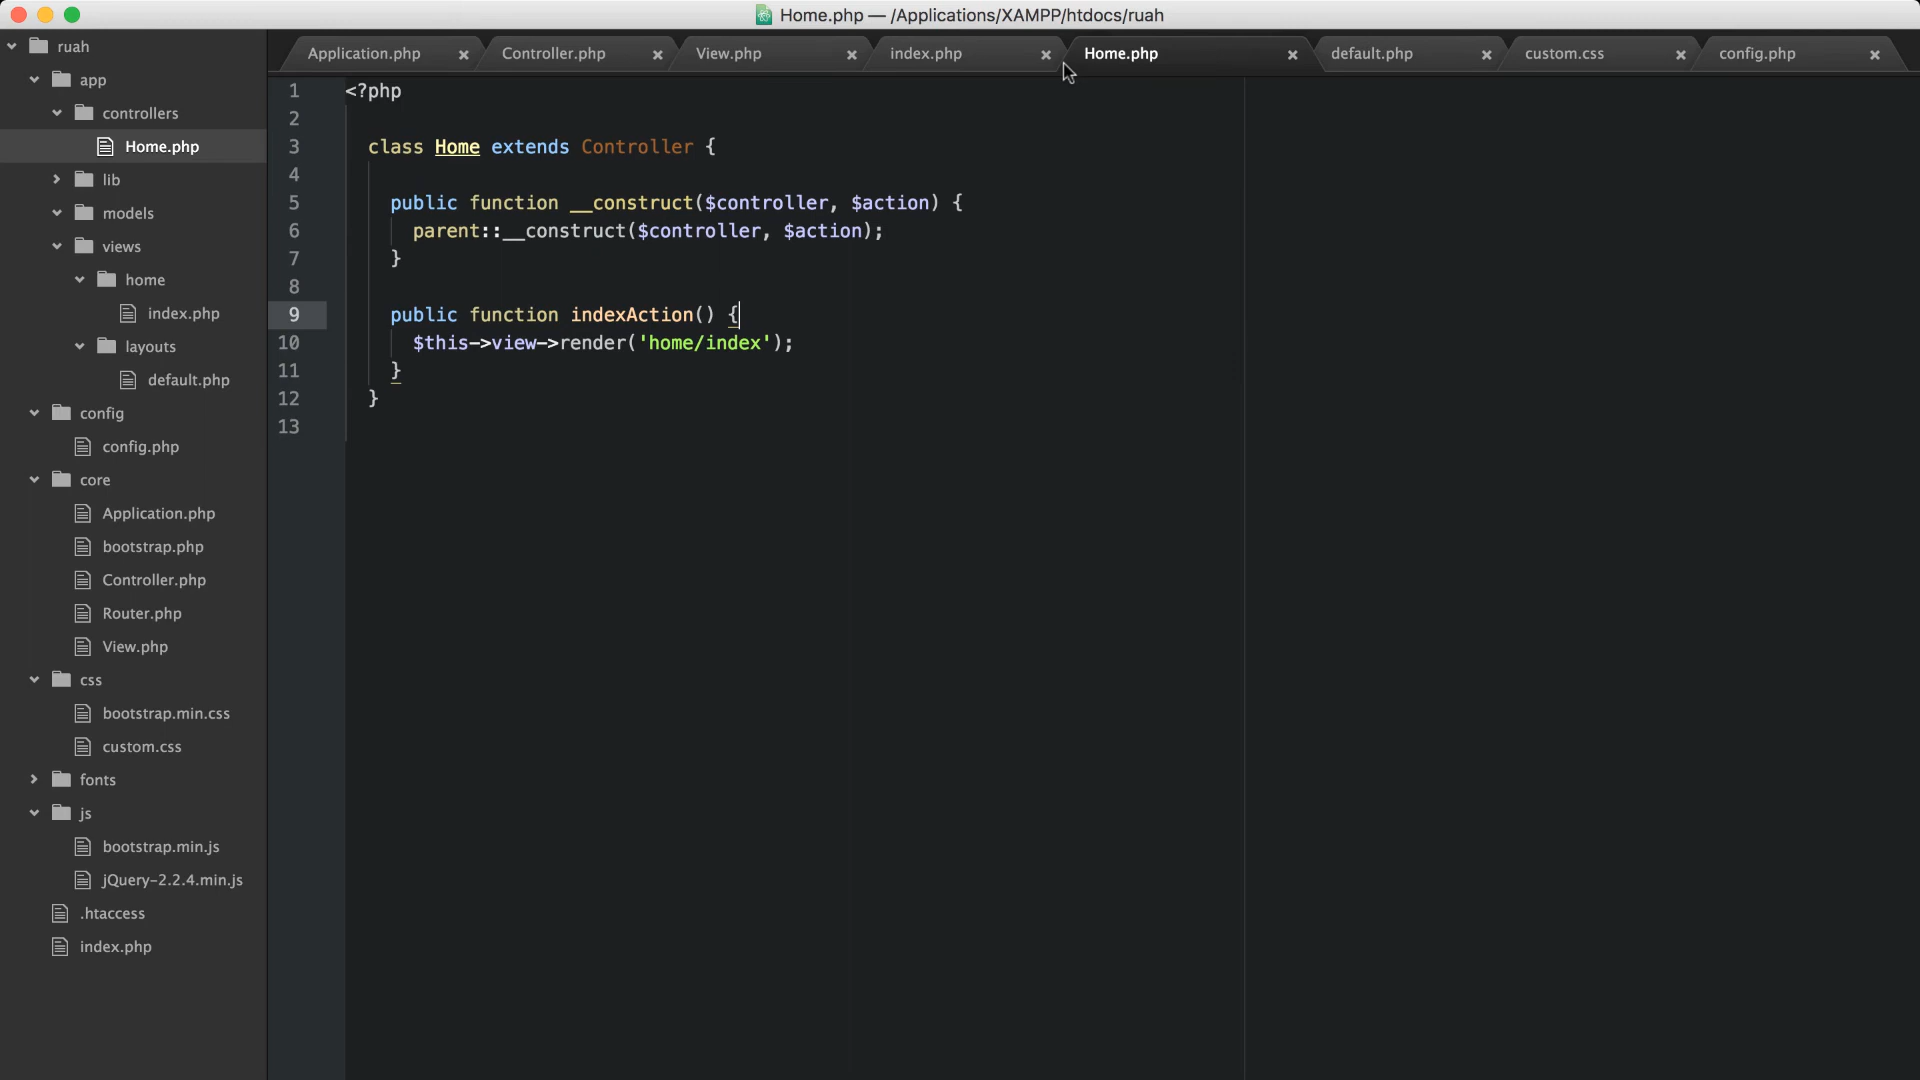 Home.php — /Applications/XAMPP/htdocs/ruah
ruah
app
controllers
Home.php
lib
models
views
home
index.php
layouts
default.php
config
config.php
core
Application.php
bootstrap.php
Controller.php
Router.php
View.php
css
bootstrap.min.css
custom.css
fonts
js
bootstrap.min.js
jQuery-2.2.4.min.js
.htaccess
index.php
Application.php Controller.php View.php index.php Home.php default.php custom.css config.php
1 <?php
2
3 class Home extends Controller {
4
5 public function __construct($controller, $action) {
6 parent::__construct($controller, $action);
7 }
8
9 public function indexAction() {
10 $this->view->render('home/index');
11 }
12 }
13